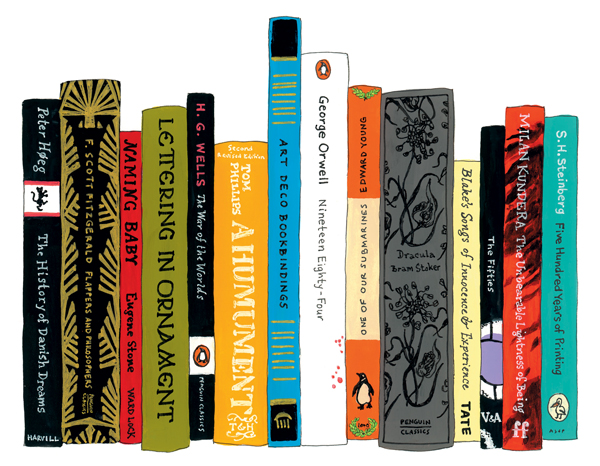 Peter Høeg
The History of Danish Dreams
HARVILL
F. SCOTT FITZGERALD FLAPPERS AND PHILOSOPHERS
PENGUIN
CLASSICS
NAMING BABY
Eugene Stone
WARD LOCK
LETTERING IN ORNAMENT
H. G. WELLS The War of the Worlds
PENGUIN CLASSICS
Second
Revised Edition
TOM
PHILLIPS
A HUMUMENT
T&H
ART DECO BOOKBINDINGS
George Orwell Nineteen Eighty-Four
EDWARD YOUNG
ONE OF OUR SUBMARINES
Dracula
Bram Stoker
PENGUIN
CLASSICS
Blake's Songs of Innocence & Experience
TATE
The Fifties
V&A
MILAN KUNDERA The Unbearable Lightness of Being
ff
S.H. Steinberg Five Hundred Years of Printing